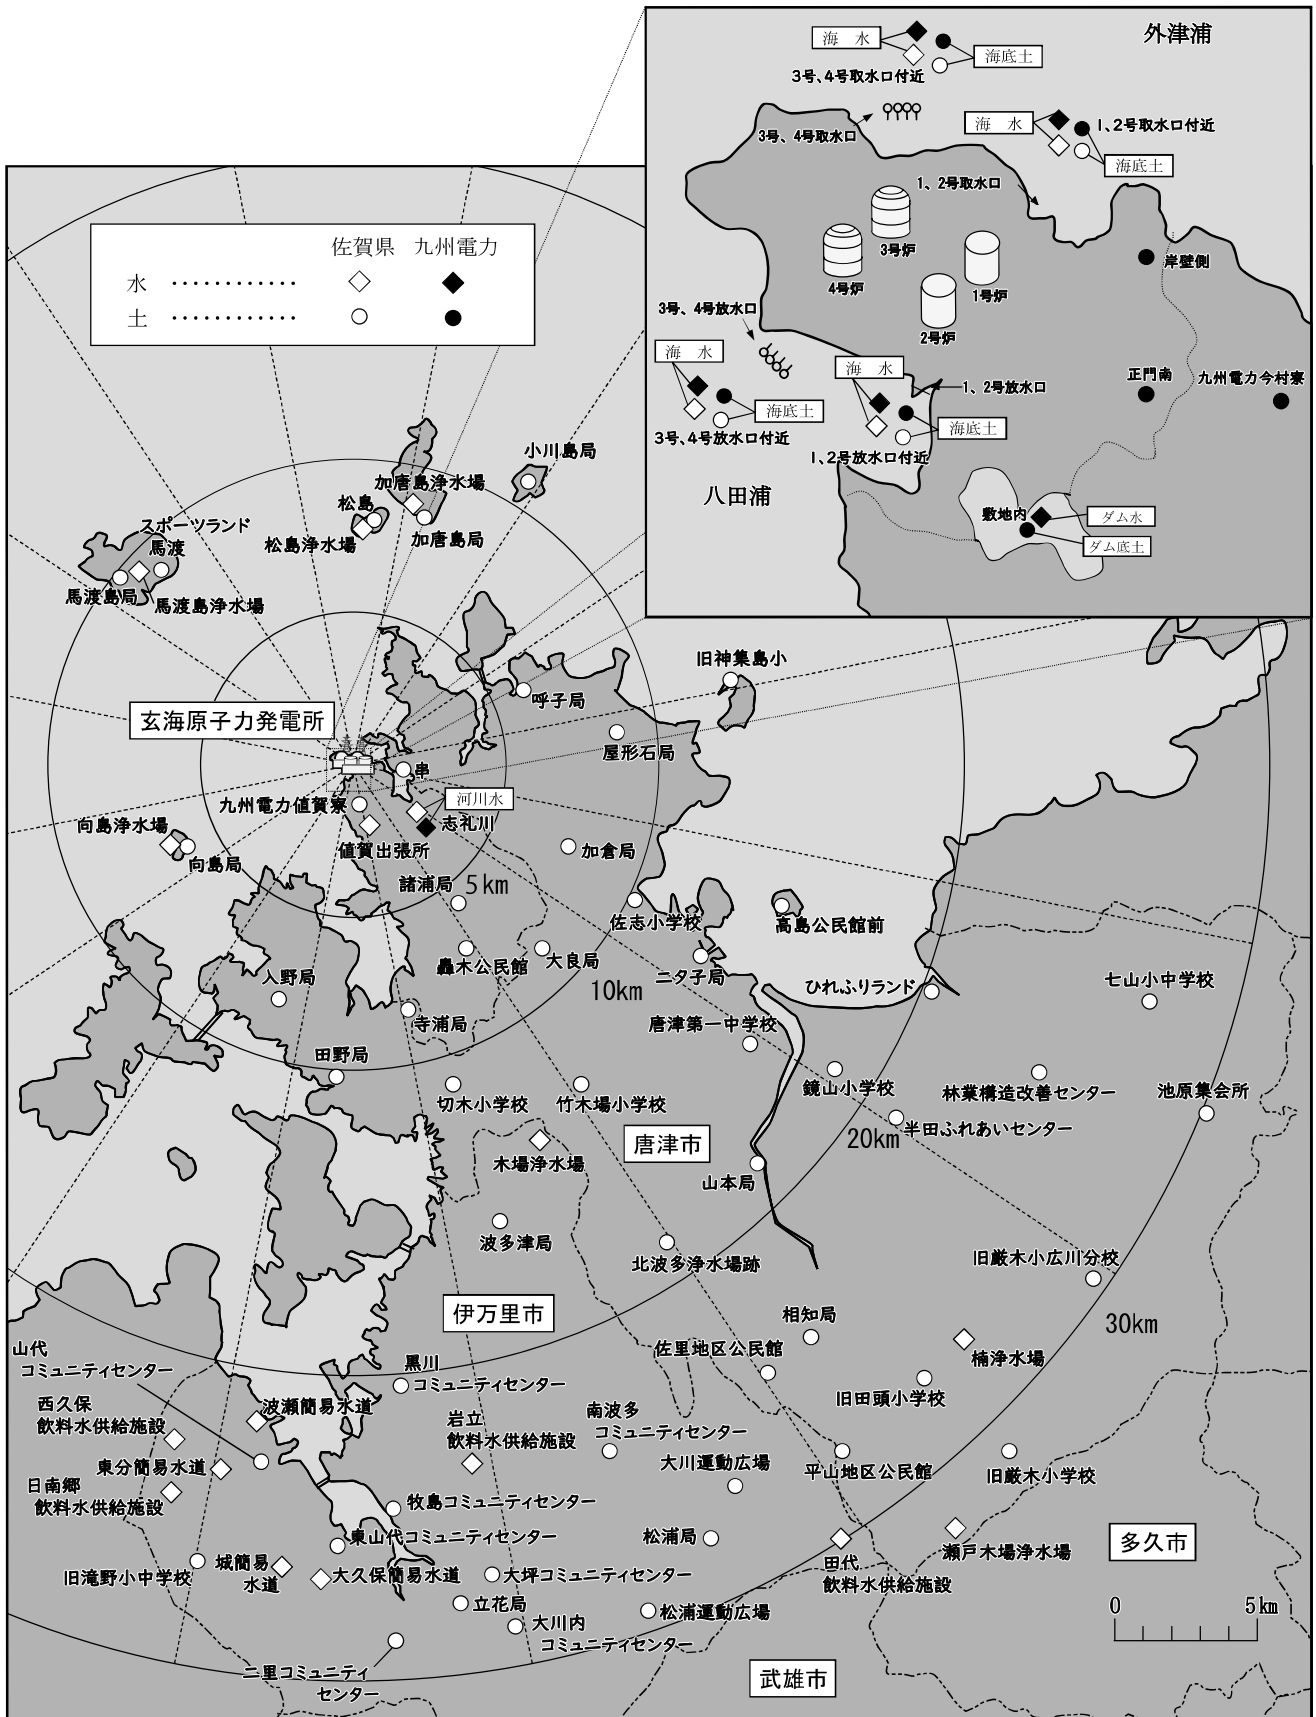 外津浦
海　水
海底土
3号、4号取水口付近
3号、4号取水口
海　水
1、2号取水口付近
海底土
1、2号取水口
3号炉
4号炉
1号炉
2号炉
岸壁側
3号、4号放水口
海　水
海　水
正門南
九州電力今村寮
1、2号放水口
海底土
海底土
3号、4号放水口付近
1、2号放水口付近
八田浦
敷地内
ダム水
ダム底土
佐賀県　九州電力
水 ‥‥‥‥‥‥
土 ‥‥‥‥‥‥
小川島局
加唐島浄水場
松島
加唐島局
松島浄水場
スポーツランド
馬渡
馬渡島局
馬渡島浄水場
旧神集島小
呼子局
玄海原子力発電所
屋形石局
串
九州電力値賀寮
河川水
志礼川
向島浄水場
向島局
値賀出張所
加倉局
諸浦局
5km
佐志小学校
高島公民館前
轟木公民館
大良局
二タ子局
入野局
10km
ひれふりランド
七山小中学校
寺浦局
唐津第一中学校
田野局
切木小学校
竹木場小学校
鏡山小学校
林業構造改善センター
池原集会所
半田ふれあいセンター
20km
唐津市
木場浄水場
山本局
波多津局
北波多浄水場跡
旧厳木小広川分校
伊万里市
相知局
30km
佐里地区公民館
楠浄水場
山代
コミュニティセンター
黒川
コミュニティセンター
旧田頭小学校
西久保
飲料水供給施設
波瀬簡易水道
岩立
飲料水供給施設
南波多
コミュニティセンター
東分簡易水道
大川運動広場
平山地区公民館
旧厳木小学校
日南郷
飲料水供給施設
牧島コミュニティセンター
東山代コミュニティセンター
松浦局
瀬戸木場浄水場
多久市
田代
飲料水供給施設
旧滝野小中学校
城簡易
水道
大久保簡易水道
大坪コミュニティセンター
立花局
松浦運動広場
大川内
コミュニティセンター
0
5km
二里コミュニティ
センター
武雄市